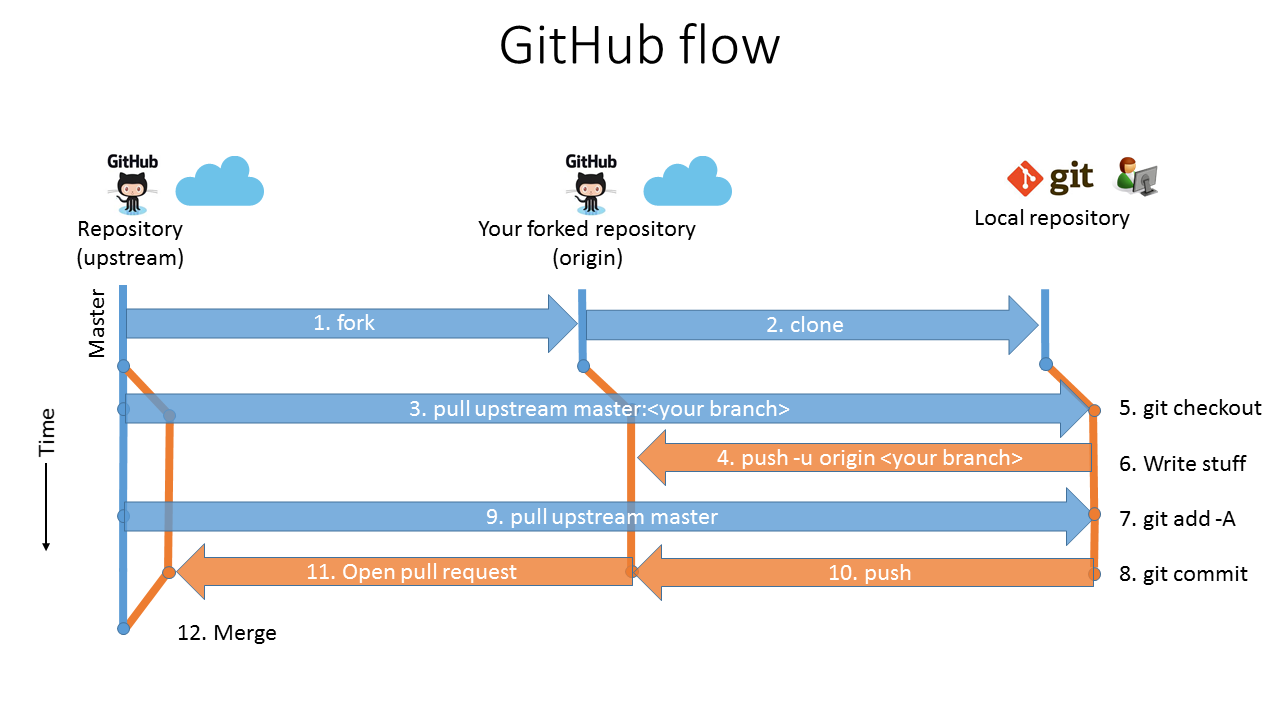 GitHub flow
GitHub
GitHub
git
Repository
(upstream)
Your forked repository
(origin)
Local repository
Master
1. fork
2. clone
3. pull upstream master:<your branch>
5. git checkout
Time
4. push -u origin <your branch>
6. Write stuff
9. pull upstream master
7. git add -A
11. Open pull request
10. push
8. git commit
12. Merge